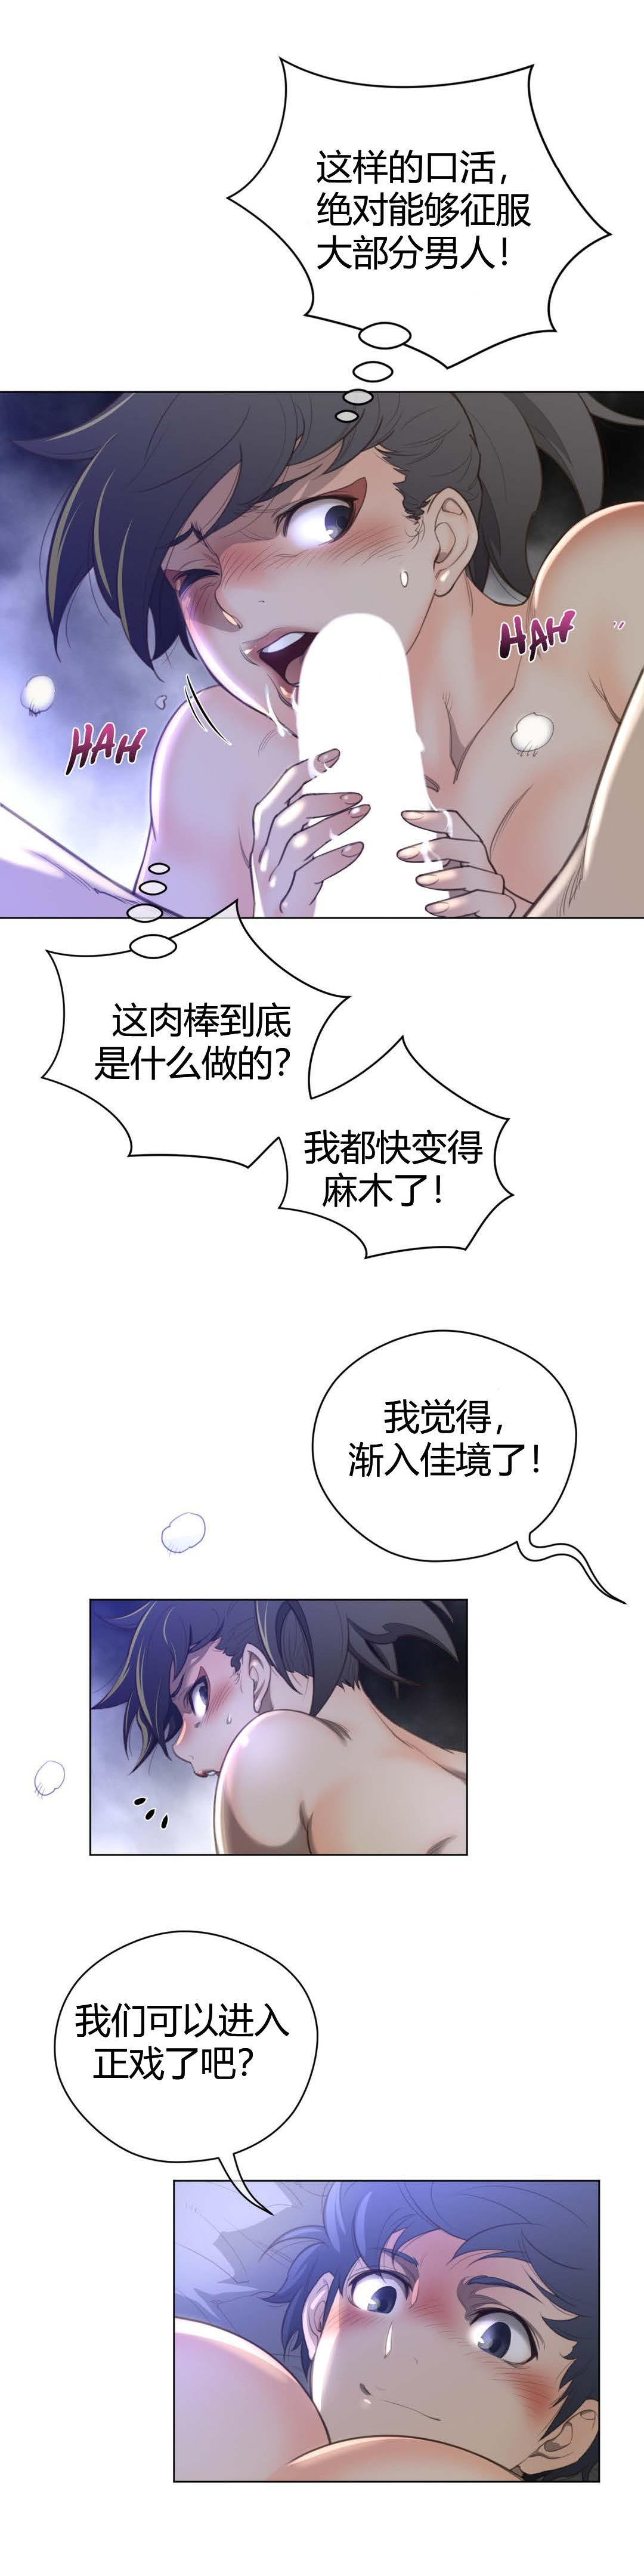 这样的口活，
绝对能够征服
大部分男人！
HAH
HAH
这肉棒到底
是什么做的？
我都快变得
麻木了！
我觉得，
渐入佳境了！
我们可以进入
正戏了吧？